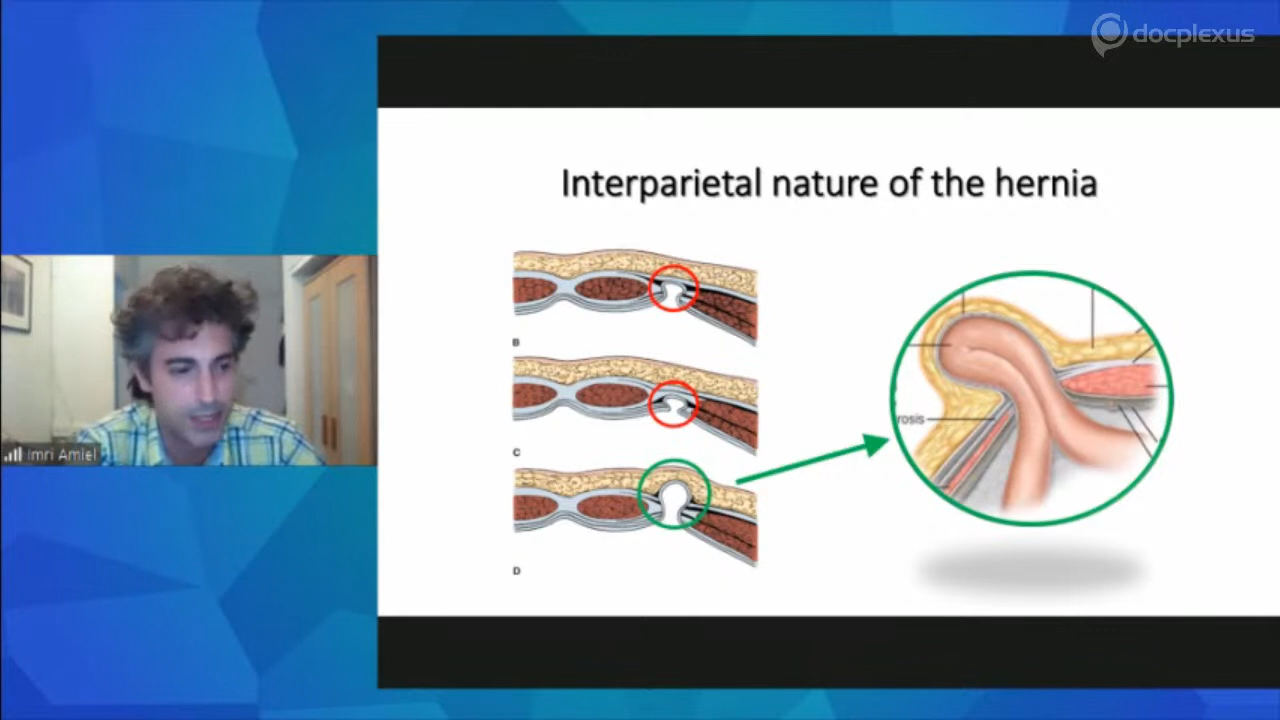 docplexus
Interparietal nature of the hernia
B
C
rosis
Imri Amiel
D